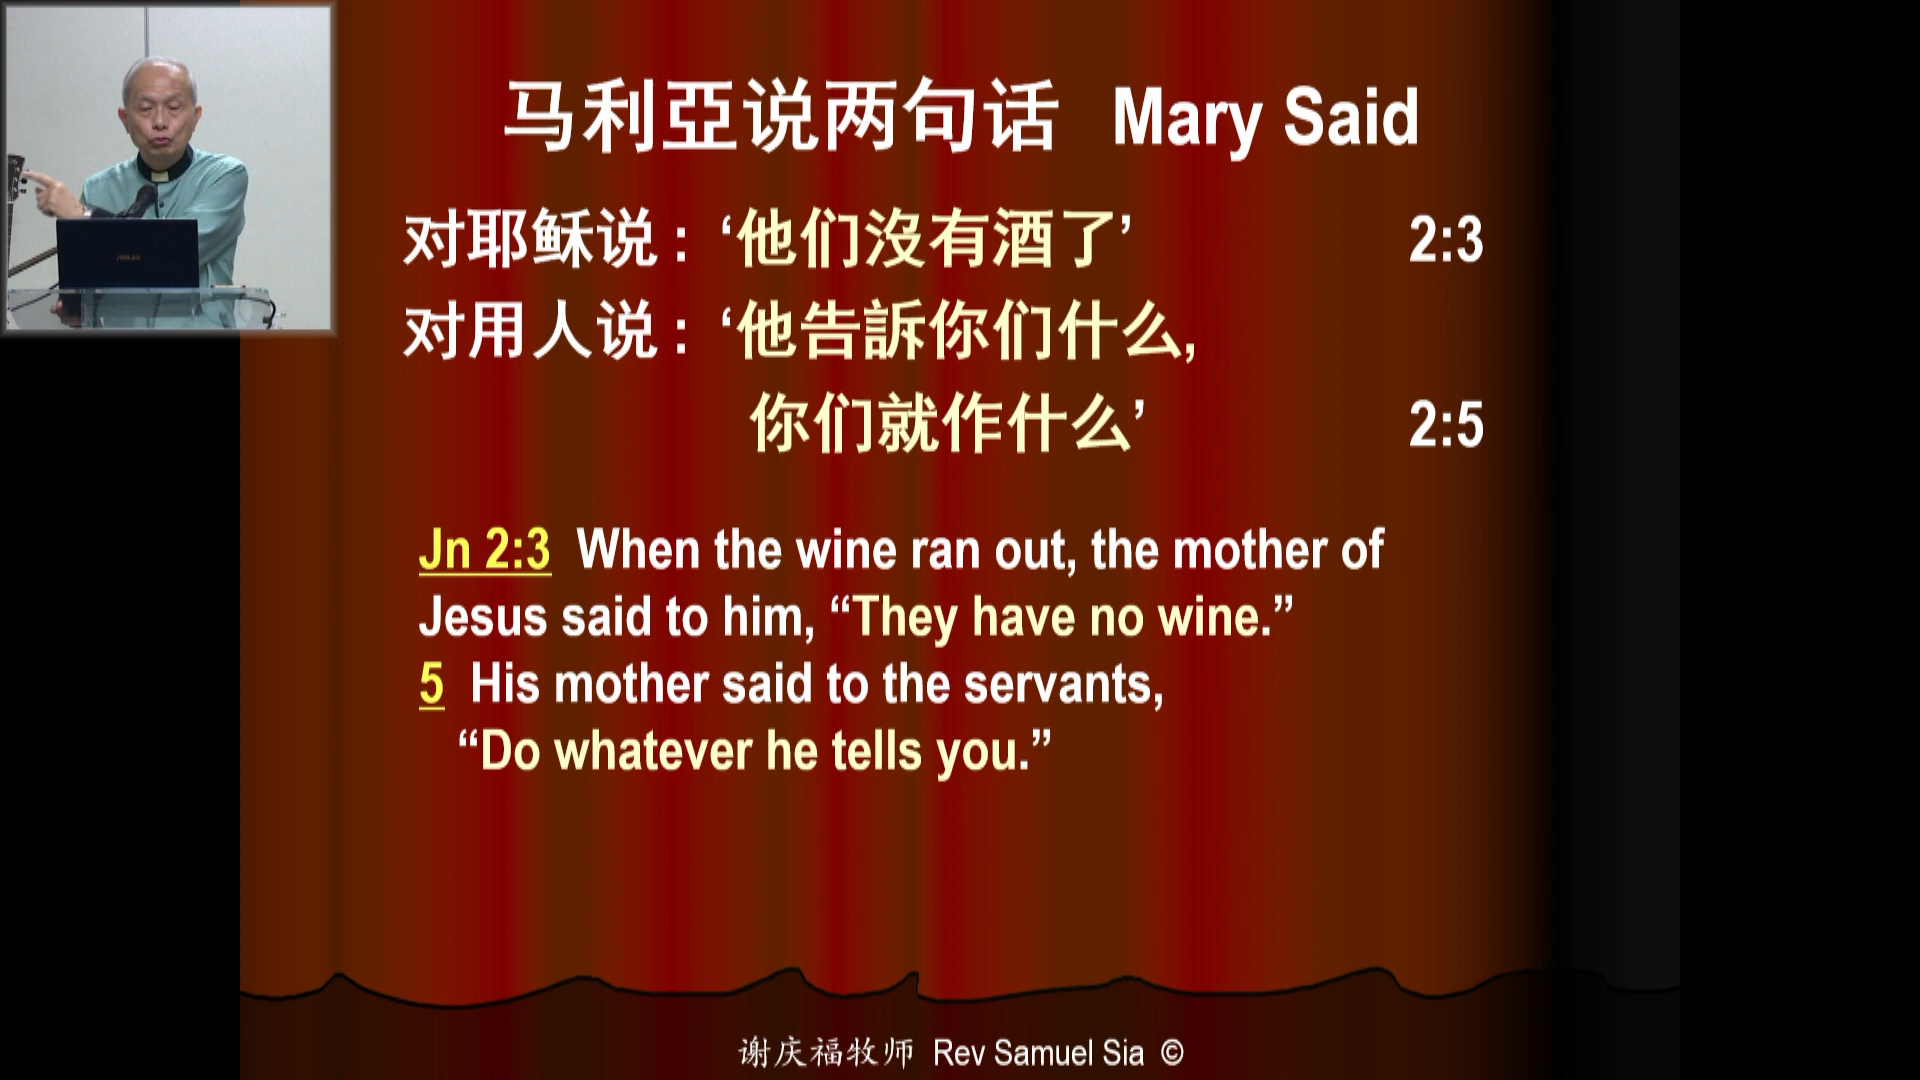 马利亞说两句话 Mary Said
对耶稣说：‘他们沒有酒了’ 2:3
对用人说：‘他告訴你们什么,
你们就作什么’ 2:5
Jn 2:3 When the wine ran out, the mother of
Jesus said to him, “They have no wine.”
5 His mother said to the servants,
“Do whatever he tells you.”
谢庆福牧师 Rev Samuel Sia ©